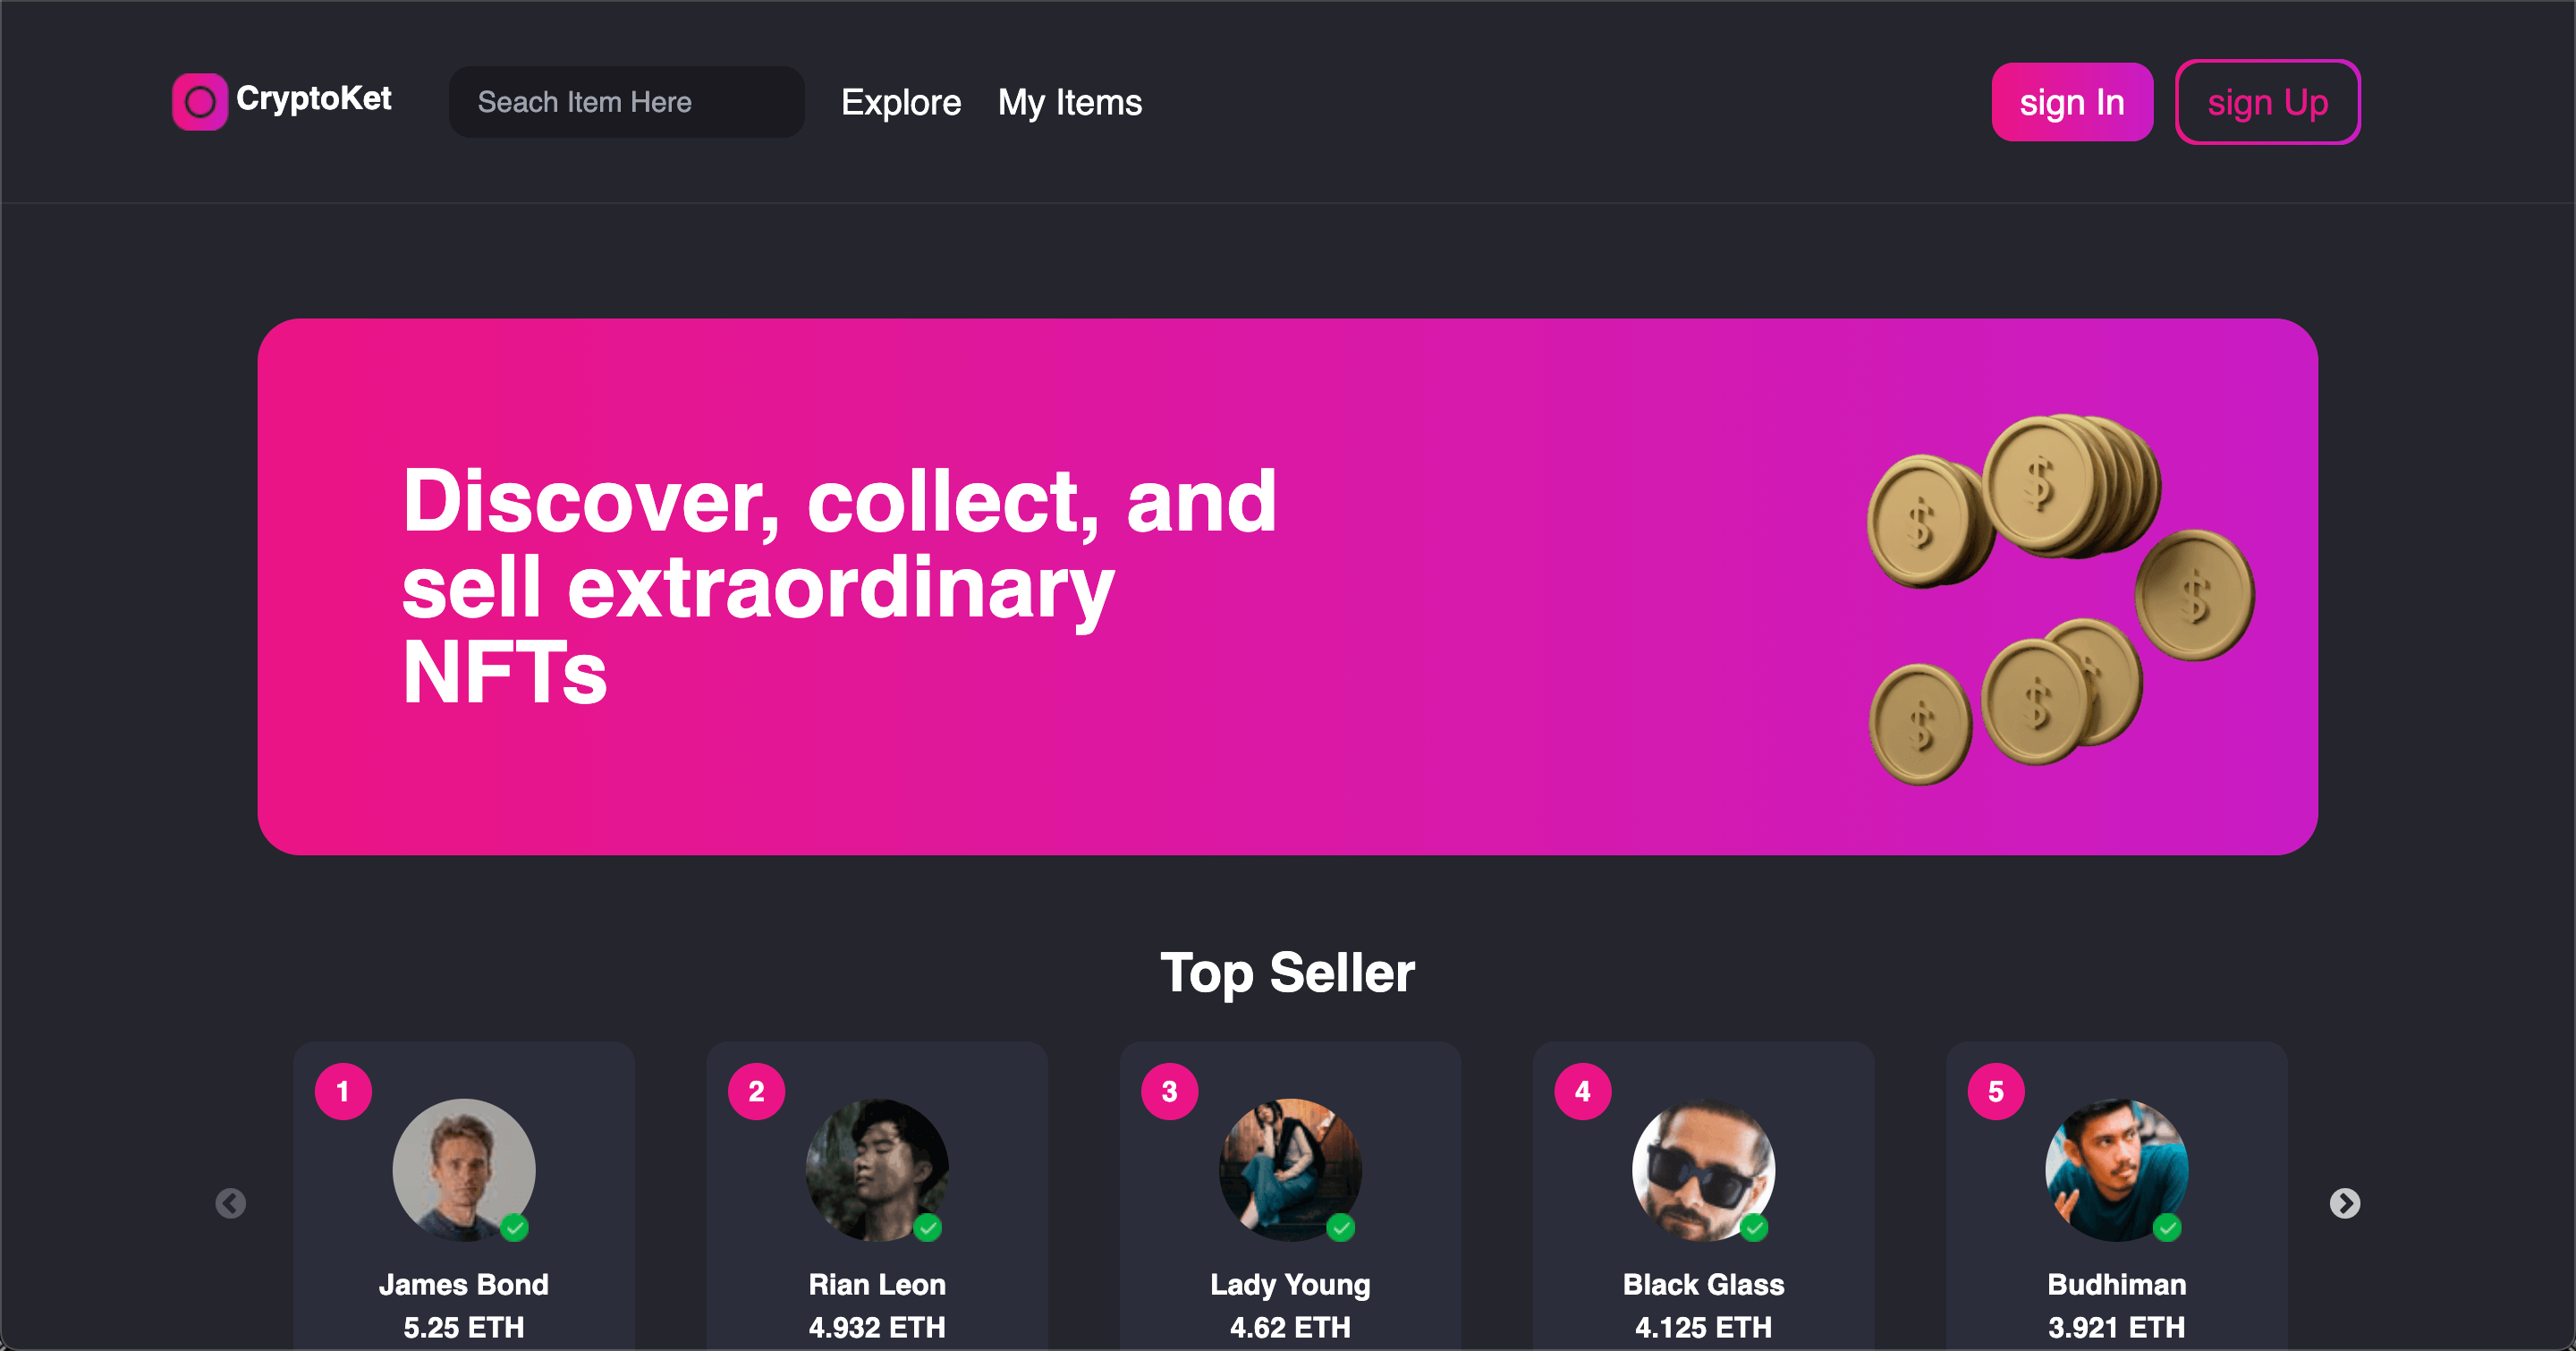 CryptoKet
Seach Item Here
Explore
My Items
sign In
sign Up
Discover, collect, and
sell extraordinary
NFTs
$
$
$
$
$
$
Top Seller
1
2
3
4
5
James Bond
Rian Leon
Lady Young
Black Glass
Budhiman
5.25 ETH
4.932 ETH
4.62 ETH
4.125 ETH
3.921 ETH